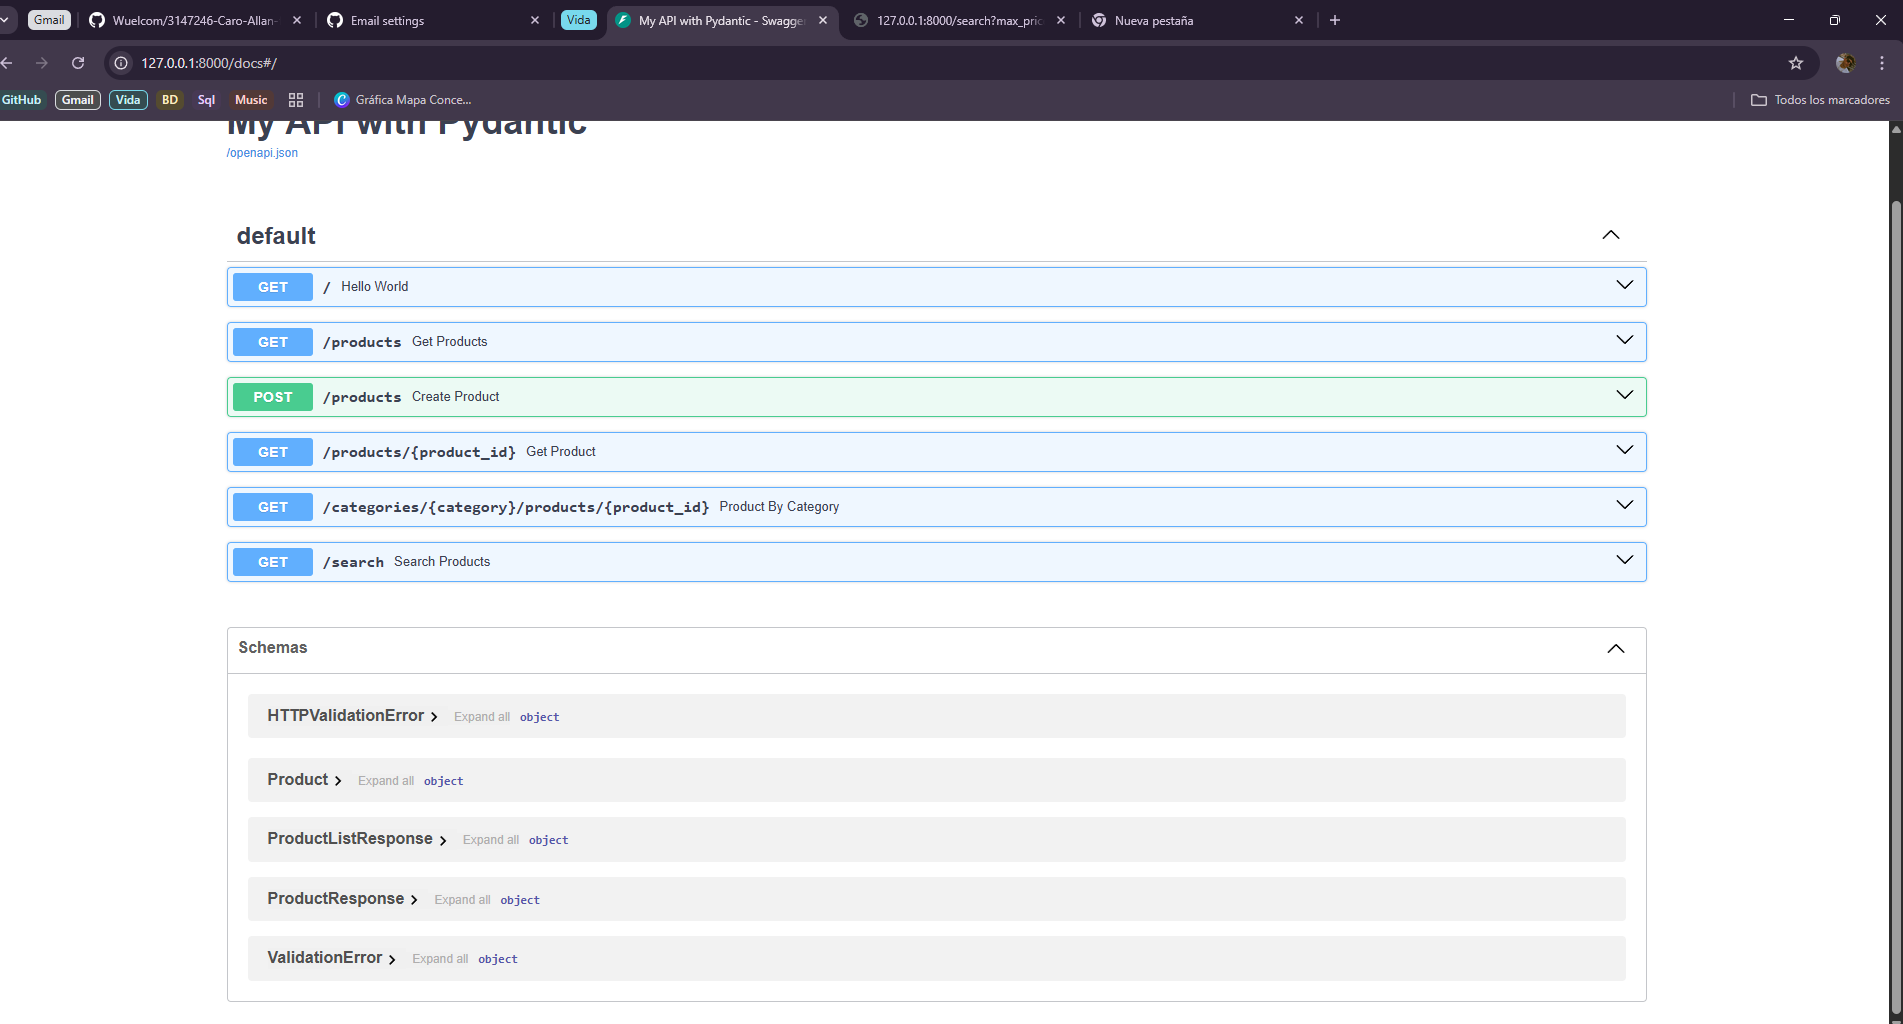 Gmail
Wuelcom/3147246-Caro-Allan-
Email settings
Vida
My API with Pydantic - Swagge
127.0.0.1:8000/search?max_pric
Nueva pestaña
127.0.0.1:8000/docs#/
GitHub
Gmail
Vida
BD
Sql
Music
Gráfica Mapa Conce...
Todos los marcadores
My API with Pydantic
/openapi.json
default
GET / Hello World
GET /products Get Products
POST /products Create Product
GET /products/{product_id} Get Product
GET /categories/{category}/products/{product_id} Product By Category
GET /search Search Products
Schemas
HTTPValidationError Expand all object
Product Expand all object
ProductListResponse Expand all object
ProductResponse Expand all object
ValidationError Expand all object